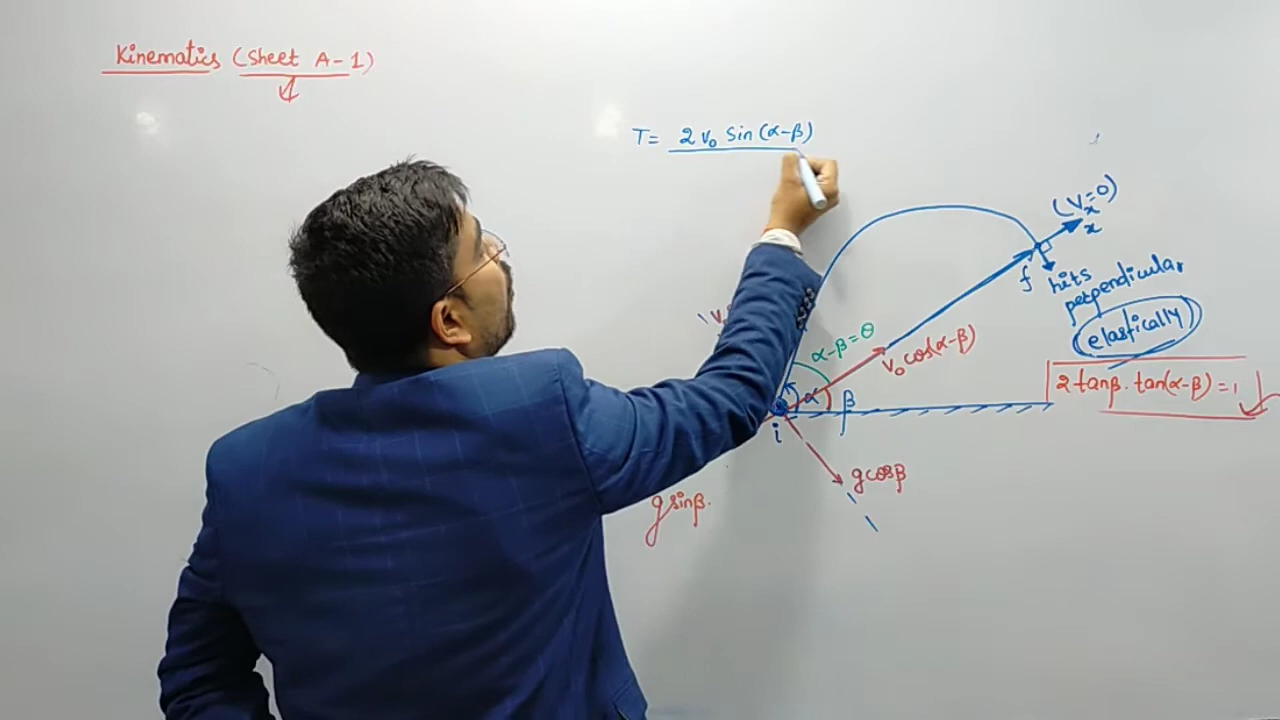 Kinematics (Sheet A-1)
T= 2 v₀ Sin(α-β)
(Vₓ=0)
x
f
hits
perpendicular
(elastically)
α-β=θ
v₀ cos(α-β)
2 tanβ. tan(α-β)=1
α
β
i
g cosβ
g sinβ.